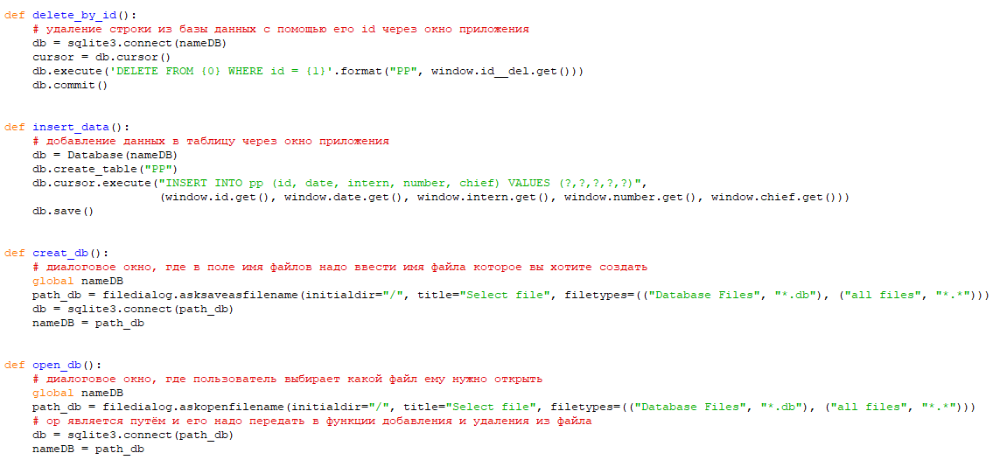 def delete_by_id():
    # удаление строки из базы данных с помощью его id через окно приложения
    db = sqlite3.connect(nameDB)
    cursor = db.cursor()
    db.execute('DELETE FROM {0} WHERE id = {1}'.format("PP", window.id__del.get()))
    db.commit()
def insert_data():
    # добавление данных в таблицу через окно приложения
    db = Database(nameDB)
    db.create_table("PP")
    db.cursor.execute("INSERT INTO pp (id, date, intern, number, chief) VALUES (?,?,?,?,?)",
                      (window.id.get(), window.date.get(), window.intern.get(), window.number.get(), window.chief.get()))
    db.save()
def creat_db():
    # диалоговое окно, где в поле имя файлов надо ввести имя файла которое вы хотите создать
    global nameDB
    path_db = filedialog.asksaveasfilename(initialdir="/", title="Select file", filetypes=(("Database Files", "*.db"), ("all files", "*.*")))
    db = sqlite3.connect(path_db)
    nameDB = path_db
def open_db():
    # диалоговое окно, где пользователь выбирает какой файл ему нужно открыть
    global nameDB
    path_db = filedialog.askopenfilename(initialdir="/", title="Select file", filetypes=(("Database Files", "*.db"), ("all files", "*.*")))
    # op является путём и его надо передать в функции добавления и удаления из файла
    db = sqlite3.connect(path_db)
    nameDB = path_db